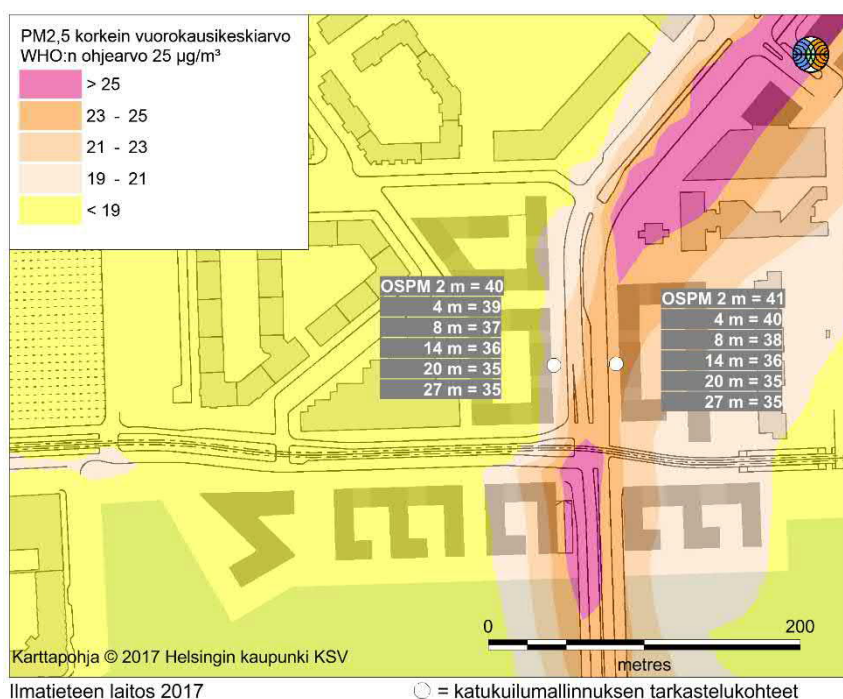 PM2,5 korkein vuorokausikeskiarvo
WHO:n ohjearvo 25 µg/m³
> 25
23 - 25
21 - 23
19 - 21
< 19
OSPM 2 m = 40
4 m = 39
8 m = 37
14 m = 36
20 m = 35
27 m = 35
OSPM 2 m = 41
4 m = 40
8 m = 38
14 m = 36
20 m = 35
27 m = 35
0 200
metres
Karttapohja © 2017 Helsingin kaupunki KSV
Ilmatieteen laitos 2017
= katukuilumallinnuksen tarkastelukohteet